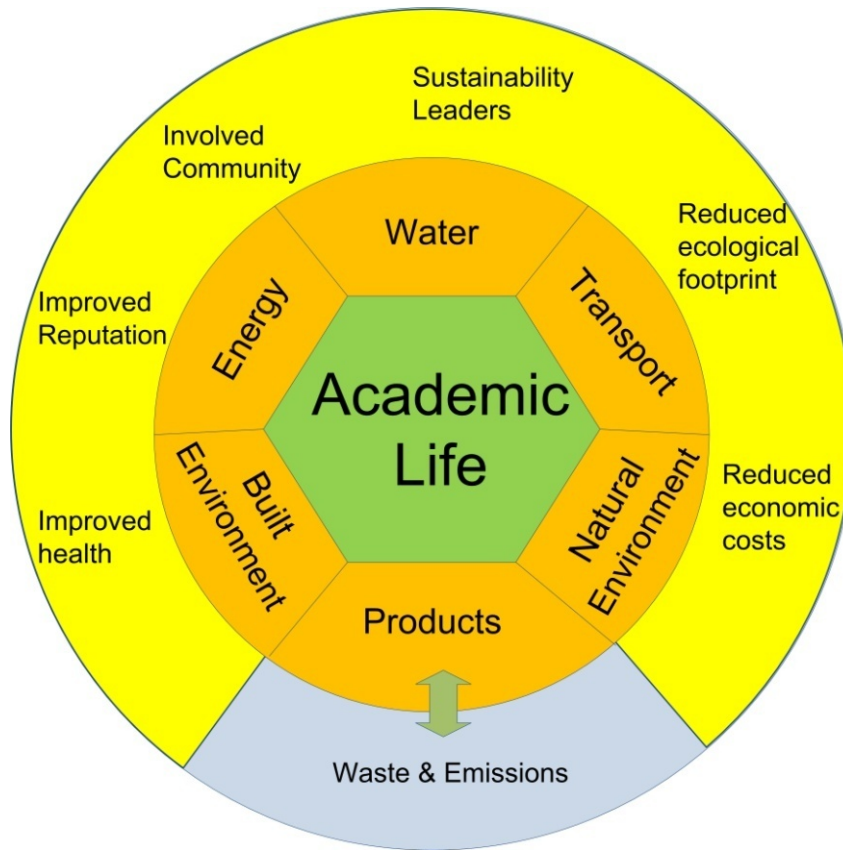 Sustainability
Leaders
Involved
Community
Reduced
ecological
footprint
Water
Improved
Reputation
Energy
Transport
Academic
Life
Improved
health
Built
Environment
Natural
Environment
Reduced
economic
costs
Products
Waste & Emissions